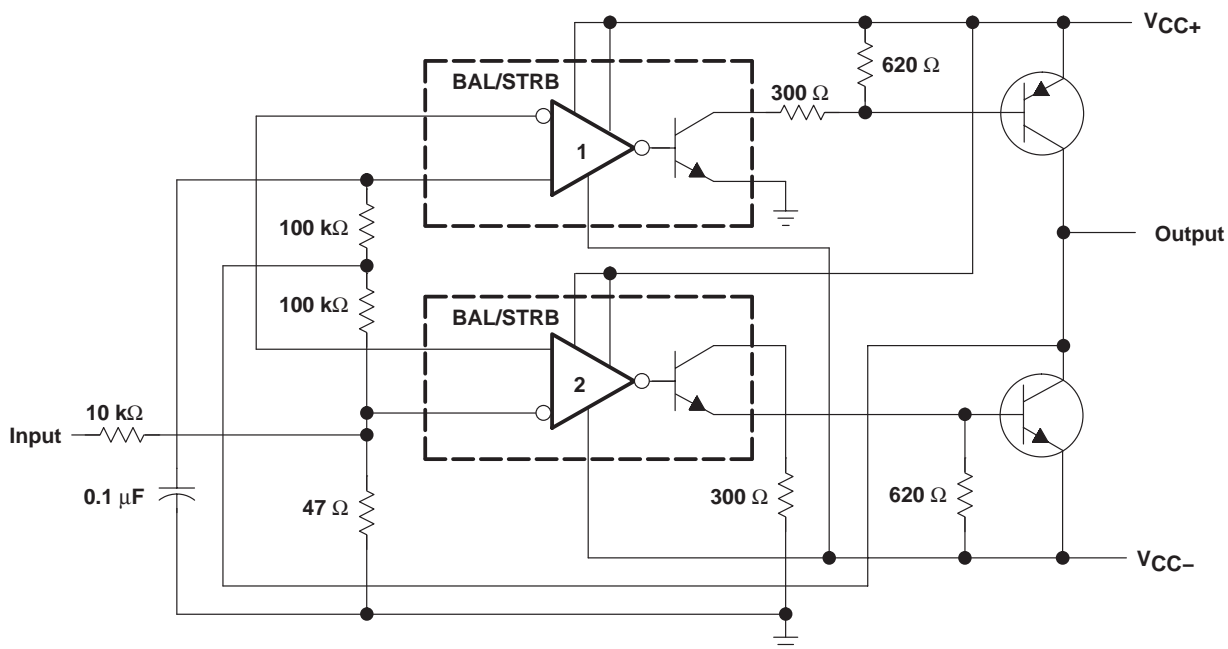 VCC+
BAL/STRB
620 Ω
300 Ω
1
100 kΩ
Output
100 kΩ
BAL/STRB
2
10 kΩ
Input
0.1 μF
47 Ω
300 Ω
620 Ω
VCC−